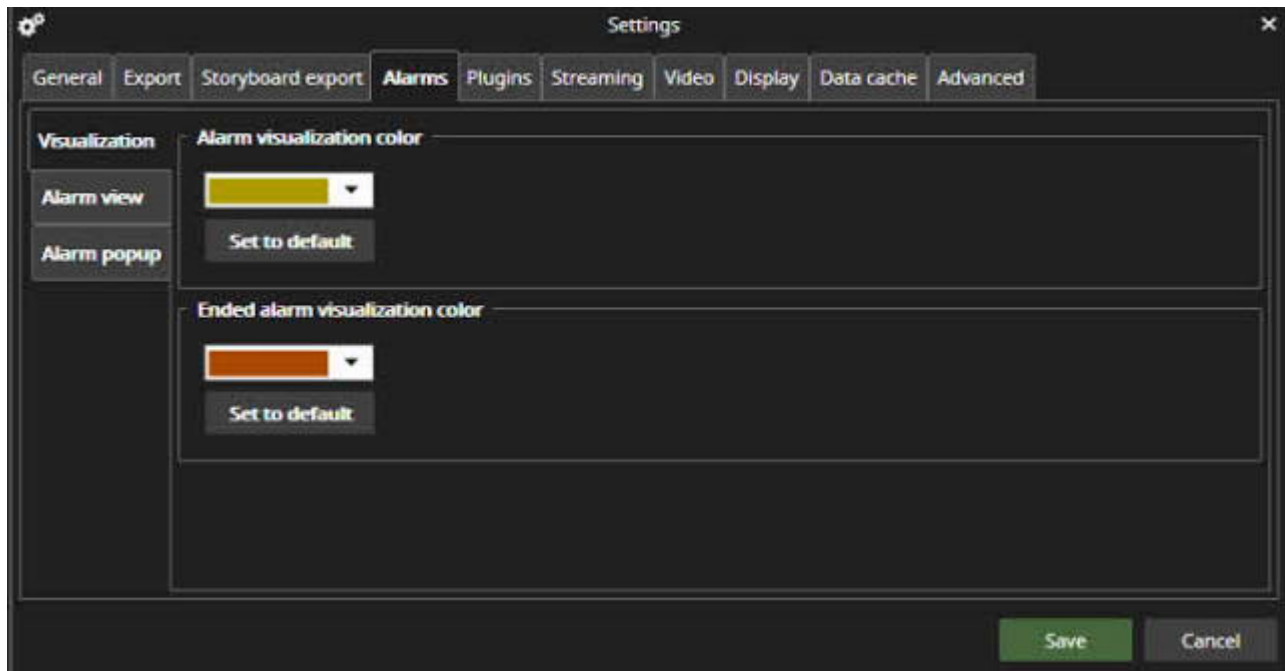 Settings
General Export Storyboard export Alarms Plugins Streaming Video Display Data cache Advanced
Visualization
Alarm view
Alarm popup
Alarm visualization color
Set to default
Ended alarm visualization color
Set to default
Save Cancel